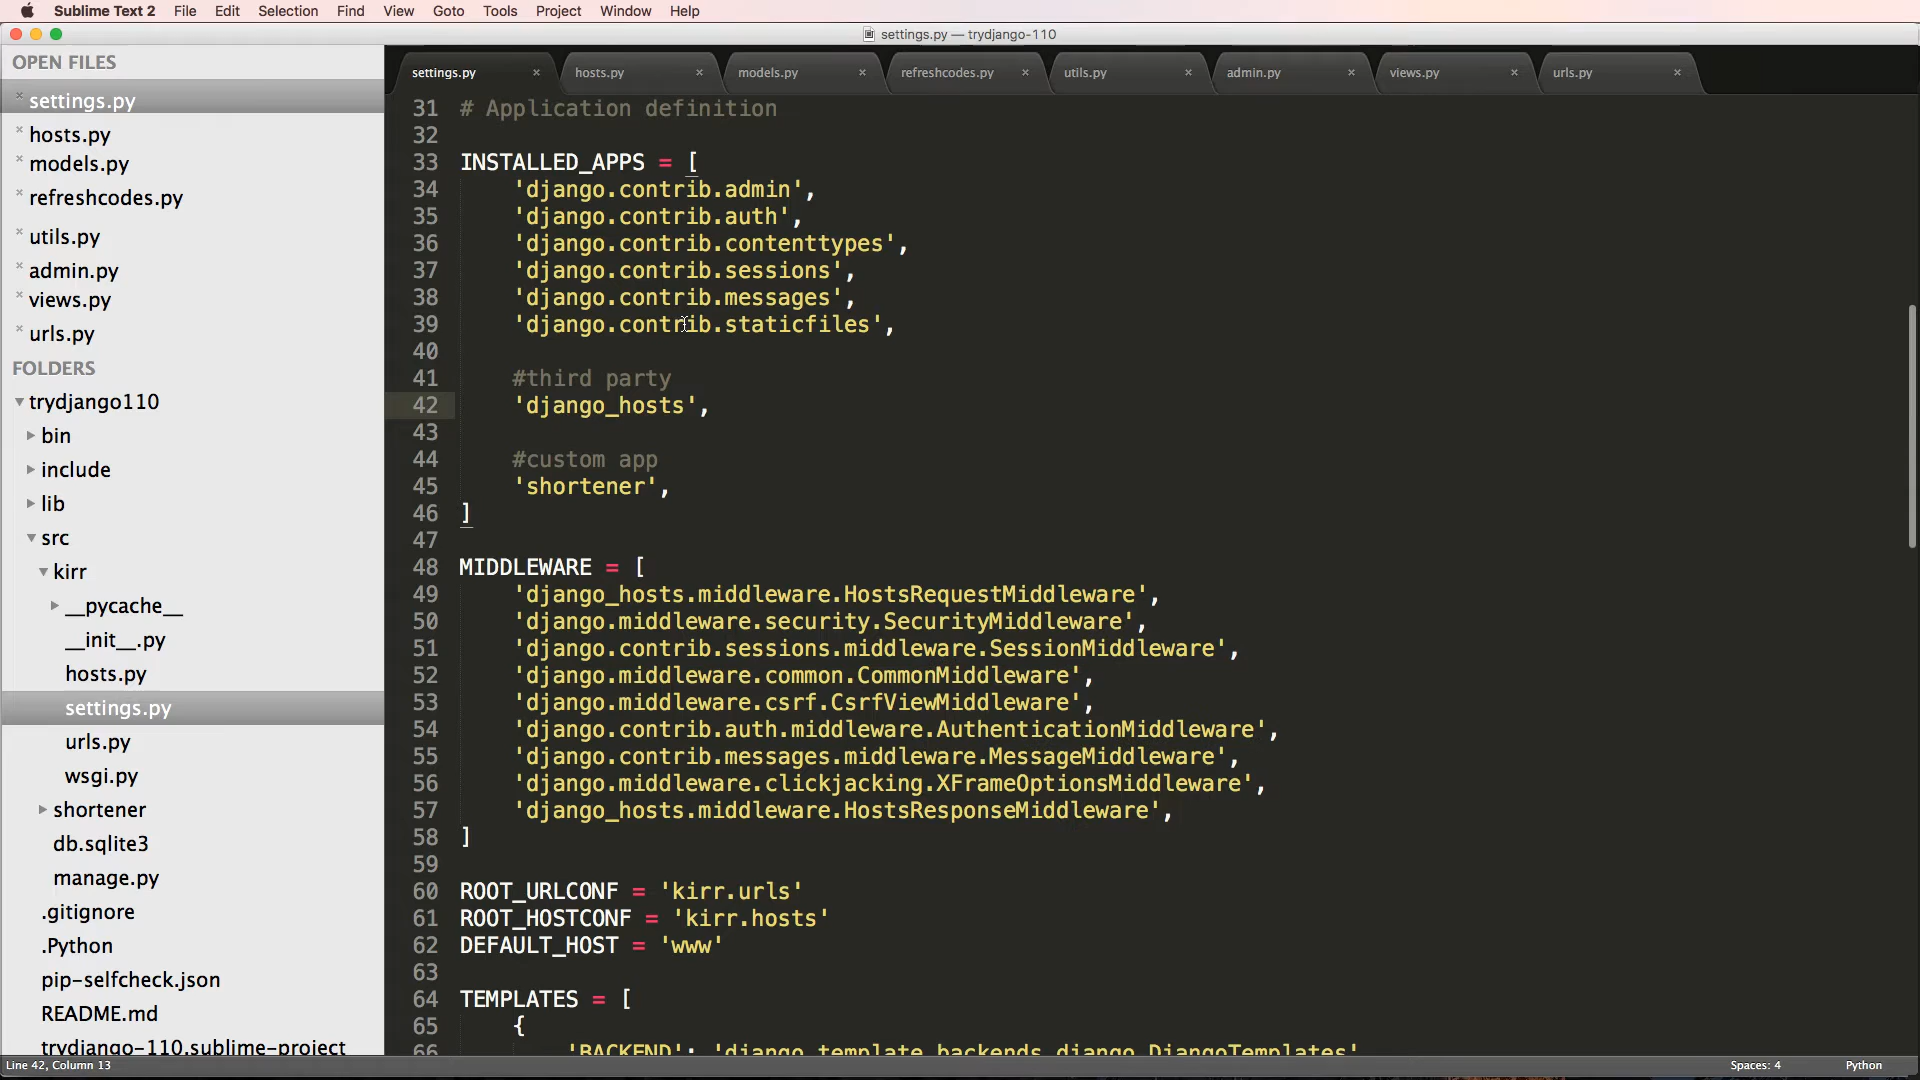 Sublime Text 2 File Edit Selection Find View Goto Tools Project Window Help
settings.py — trydjango-110
OPEN FILES
settings.py
hosts.py
models.py
refreshcodes.py
utils.py
admin.py
views.py
urls.py
FOLDERS
trydjango110
bin
include
lib
src
kirr
__pycache__
__init__.py
hosts.py
settings.py
urls.py
wsgi.py
shortener
db.sqlite3
manage.py
.gitignore
.Python
pip-selfcheck.json
README.md
trydjango-110.sublime-project
settings.py hosts.py models.py refreshcodes.py utils.py admin.py views.py urls.py
31 # Application definition
32
33 INSTALLED_APPS = [
34 'django.contrib.admin',
35 'django.contrib.auth',
36 'django.contrib.contenttypes',
37 'django.contrib.sessions',
38 'django.contrib.messages',
39 'django.contrib.staticfiles',
40
41 #third party
42 'django_hosts',
43
44 #custom app
45 'shortener',
46 ]
47
48 MIDDLEWARE = [
49 'django_hosts.middleware.HostsRequestMiddleware',
50 'django.middleware.security.SecurityMiddleware',
51 'django.contrib.sessions.middleware.SessionMiddleware',
52 'django.middleware.common.CommonMiddleware',
53 'django.middleware.csrf.CsrfViewMiddleware',
54 'django.contrib.auth.middleware.AuthenticationMiddleware',
55 'django.contrib.messages.middleware.MessageMiddleware',
56 'django.middleware.clickjacking.XFrameOptionsMiddleware',
57 'django_hosts.middleware.HostsResponseMiddleware',
58 ]
59
60 ROOT_URLCONF = 'kirr.urls'
61 ROOT_HOSTCONF = 'kirr.hosts'
62 DEFAULT_HOST = 'www'
63
64 TEMPLATES = [
65 {
66 'BACKEND': 'django.template.backends.django.DjangoTemplates'
Line 42, Column 13
Spaces: 4 Python